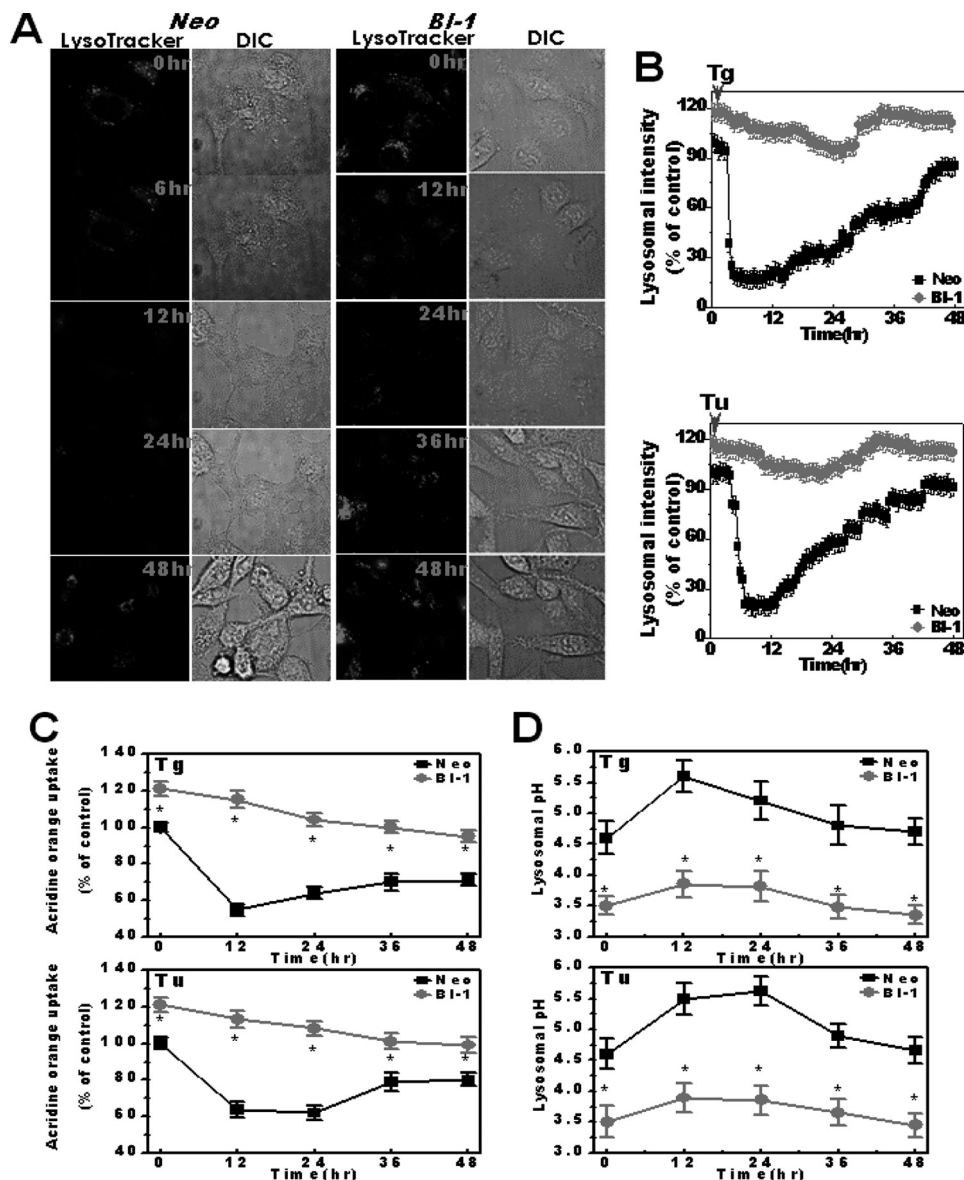 A
Neo
BI-1
LysoTracker DIC LysoTracker DIC
0hr 0hr
6hr 12hr
12hr 24hr
24hr 36hr
48hr 48hr
B
Tg
Lysosomal intensity
(% of control)
120
90
60
30
0
Neo
BI-1
0 12 24 36 48
Time(hr)
Tu
Lysosomal intensity
(% of control)
120
90
60
30
0
Neo
BI-1
0 12 24 36 48
Time(hr)
C
Tg
Acridine orange uptake
(% of control)
140
120
100
80
60
40
Neo
BI-1
* * * * *
0 12 24 36 48
Time(hr)
Tu
Acridine orange uptake
(% of control)
140
120
100
80
60
40
Neo
BI-1
* * * * *
0 12 24 36 48
Time(hr)
D
Tg
Lysosomal pH
6.0
5.5
5.0
4.5
4.0
3.5
3.0
Neo
BI-1
* * * * *
0 12 24 36 48
Time(hr)
Tu
Lysosomal pH
6.0
5.5
5.0
4.5
4.0
3.5
3.0
Neo
BI-1
* * * * *
0 12 24 36 48
Time(hr)